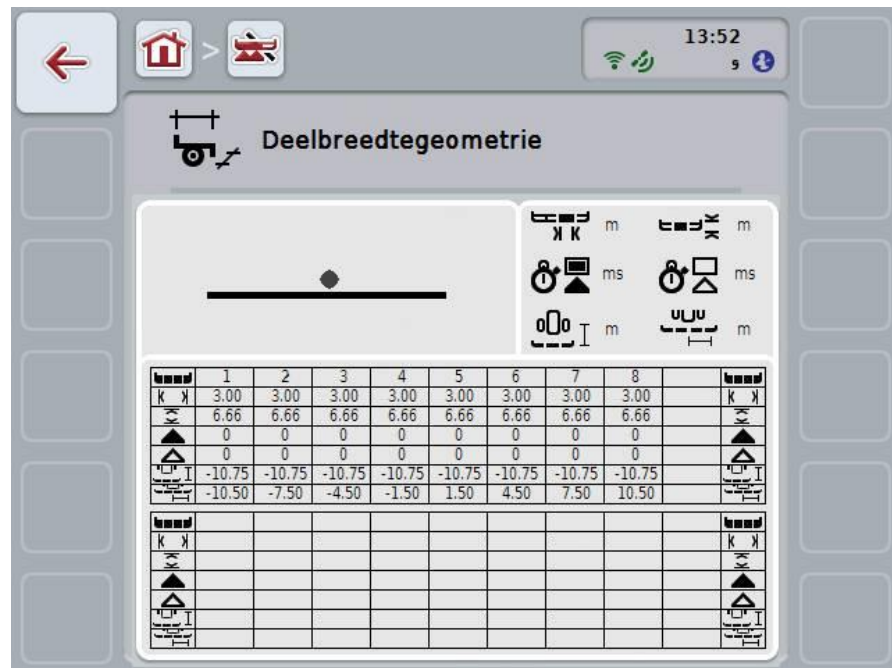 13:52
>
9
Deelbreedtegeometrie
m m
ms ms
m m
1 2 3 4 5 6 7 8
3.00 3.00 3.00 3.00 3.00 3.00 3.00 3.00
6.66 6.66 6.66 6.66 6.66 6.66 6.66 6.66
0 0 0 0 0 0 0 0
0 0 0 0 0 0 0 0
-10.75 -10.75 -10.75 -10.75 -10.75 -10.75 -10.75 -10.75
-10.50 -7.50 -4.50 -1.50 1.50 4.50 7.50 10.50